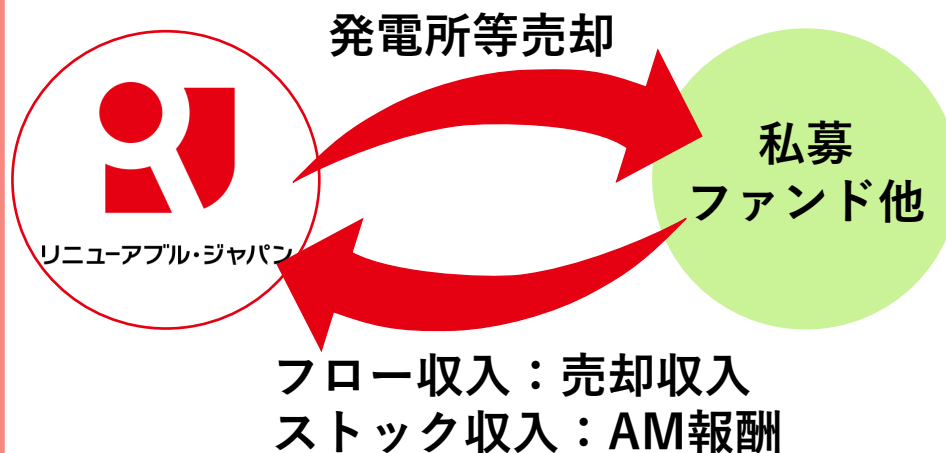 発電所等売却
リニューアブル・ジャパン
私募
ファンド他
フロー収入：売却収入
ストック収入：AM報酬